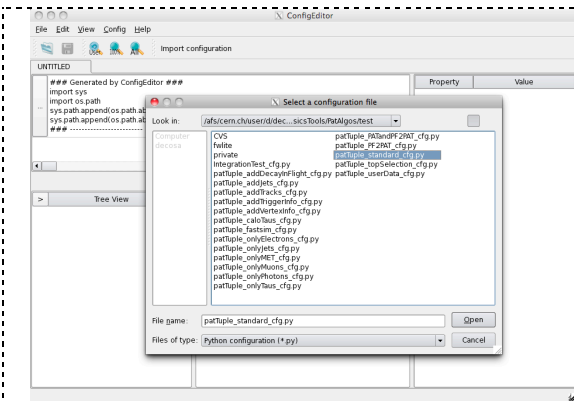 ConfigEditor
File Edit View Config Help
Import configuration
UNTITLED
### Generated by ConfigEditor ###
import sys
import os.path
sys.path.append(os.path.ab
sys.path.append(os.path.ab
### ------------------------
...
Property Value
> Tree View
Select a configuration file
Look in: /afs/cern.ch/user/d/dec...sicsTools/PatAlgos/test
Computer
decosa
CVS
fwlite
private
IntegrationTest_cfg.py
patTuple_addDecayInFlight_cfg.py
patTuple_addJets_cfg.py
patTuple_addTracks_cfg.py
patTuple_addTriggerInfo_cfg.py
patTuple_addVertexInfo_cfg.py
patTuple_caloTaus_cfg.py
patTuple_fastsim_cfg.py
patTuple_onlyElectrons_cfg.py
patTuple_onlyJets_cfg.py
patTuple_onlyMET_cfg.py
patTuple_onlyMuons_cfg.py
patTuple_onlyPhotons_cfg.py
patTuple_onlyTaus_cfg.py
patTuple_PATandPF2PAT_cfg.py
patTuple_PF2PAT_cfg.py
patTuple_standard_cfg.py
patTuple_topSelection_cfg.py
patTuple_userData_cfg.py
File name: patTuple_standard_cfg.py Open
Files of type: Python configuration (*.py) Cancel